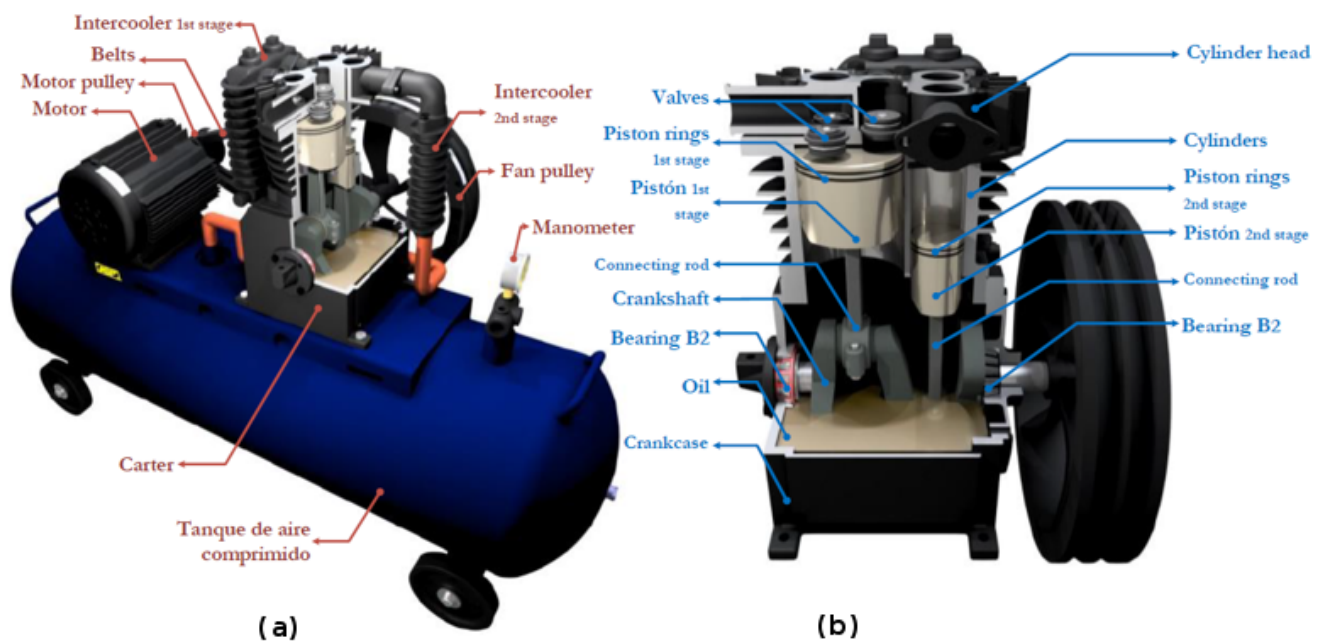 Intercooler 1st stage
Belts
Motor pulley
Motor
Intercooler
2nd stage
Fan pulley
Manometer
Carter
Tanque de aire
comprimido
(a)
Valves
Piston rings
1st stage
Pistón 1st
stage
Connecting rod
Crankshaft
Bearing B2
Oil
Crankcase
Cylinder head
Cylinders
Piston rings
2nd stage
Pistón 2nd stage
Connecting rod
Bearing B2
(b)